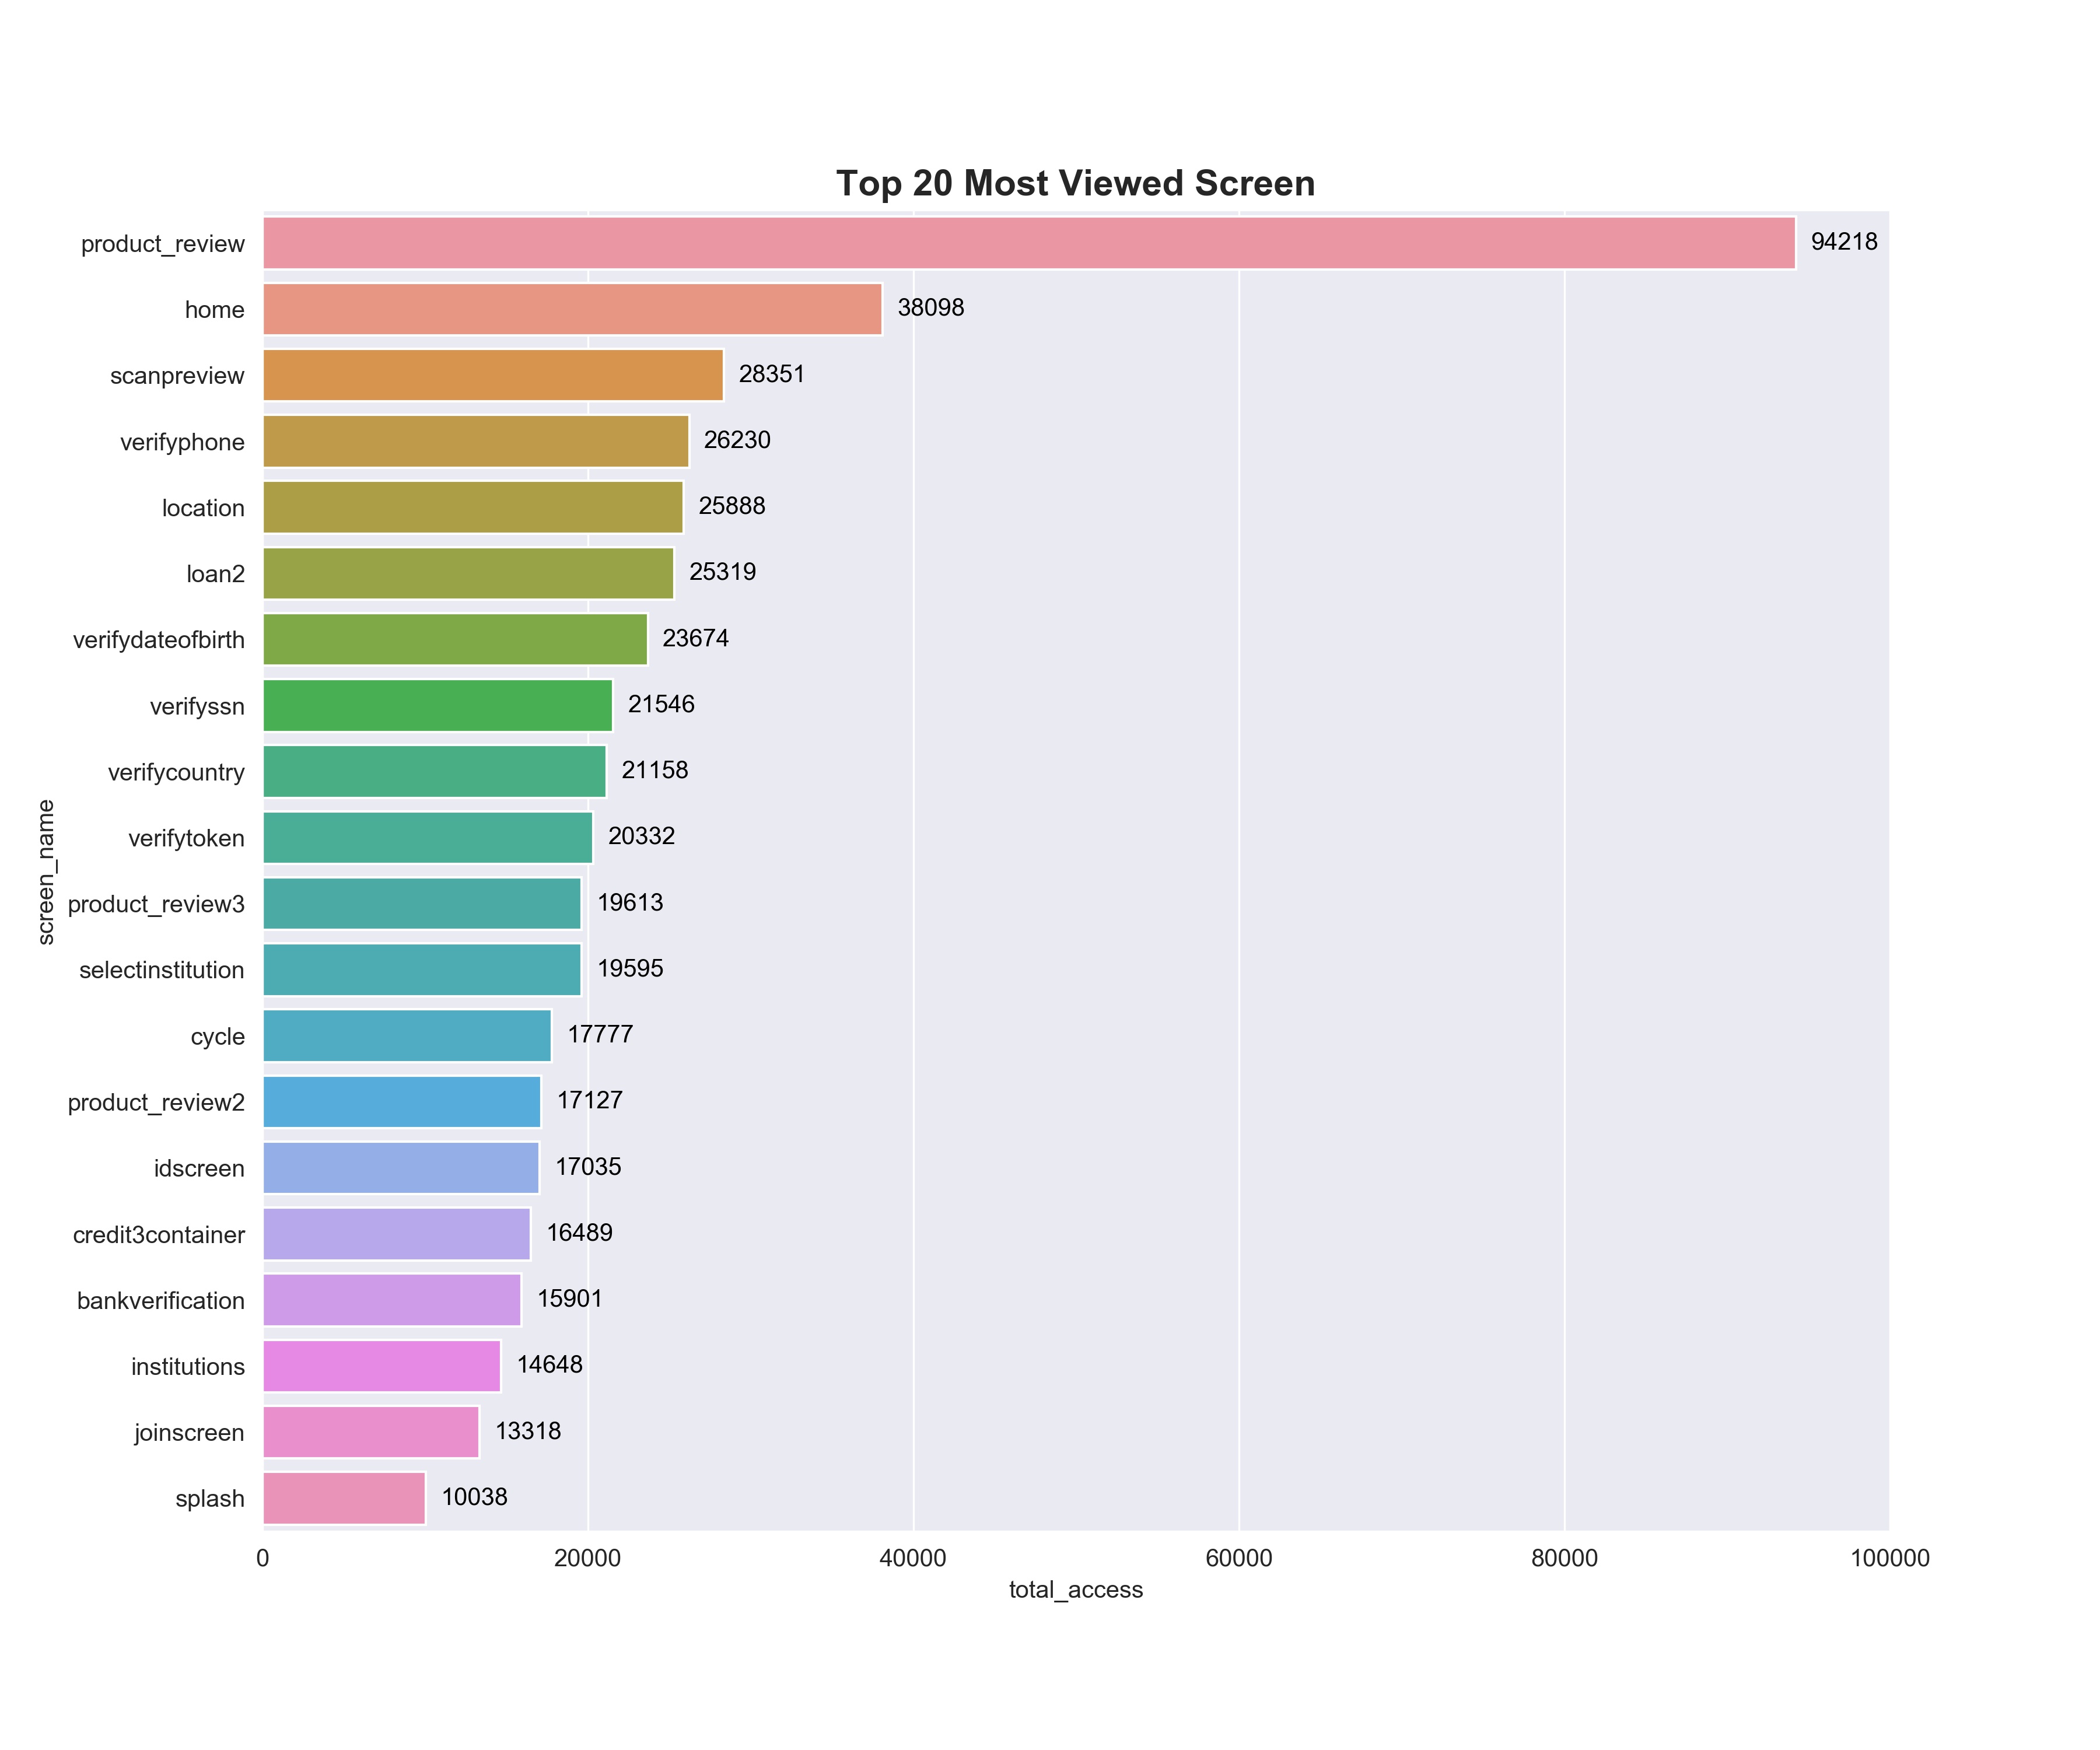 Top 20 Most Viewed Screen
product_review 94218
home 38098
scanpreview 28351
verifyphone 26230
location 25888
loan2 25319
verifydateofbirth 23674
verifyssn 21546
verifycountry 21158
verifytoken 20332
product_review3 19613
selectinstitution 19595
cycle 17777
product_review2 17127
idscreen 17035
credit3container 16489
bankverification 15901
institutions 14648
joinscreen 13318
splash 10038
screen_name
0 20000 40000 60000 80000 100000
total_access